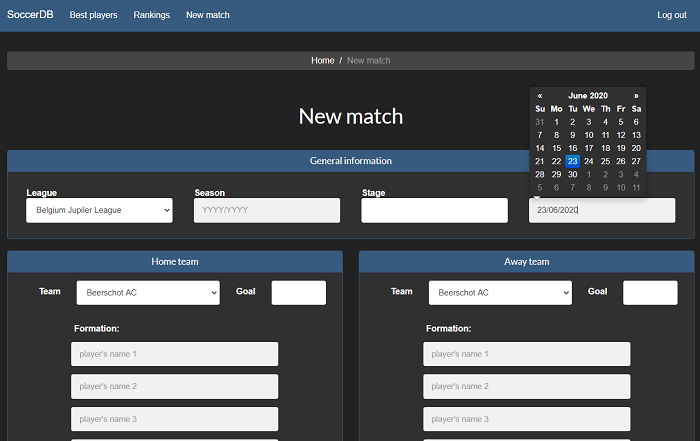 SoccerDB Best players Rankings New match Log out
Home / New match
New match
« June 2020 »
Su Mo Tu We Th Fr Sa
31 1 2 3 4 5 6
7 8 9 10 11 12 13
14 15 16 17 18 19 20
21 22 23 24 25 26 27
28 29 30 1 2 3 4
5 6 7 8 9 10 11
General information
League Season Stage
Belgium Jupiler League YYYY/YYYY 23/06/2020
Home team Away team
Team Beerschot AC Goal Team Beerschot AC Goal
Formation: Formation:
player's name 1 player's name 1
player's name 2 player's name 2
player's name 3 player's name 3